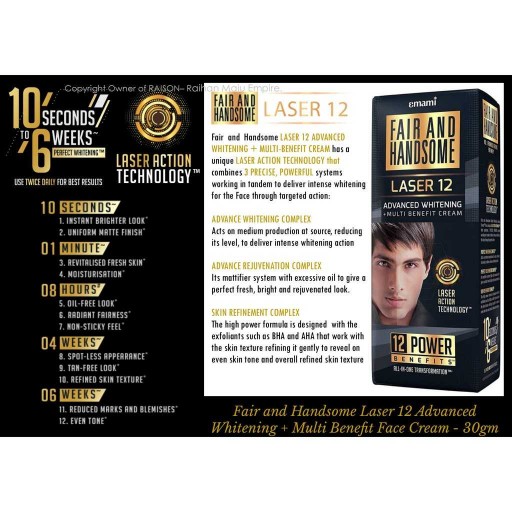 Copyright Owner of RAISON– Raihan Maju Empire.
10 SECONDS~
TO 6 WEEKS~
PERFECT WHITENING™
USE TWICE DAILY FOR BEST RESULTS
LASER ACTION
TECHNOLOGY™
10 SECONDS~
1. INSTANT BRIGHTER LOOK^
2. UNIFORM MATTE FINISH^
01 MINUTE~
3. REVITALISED FRESH SKIN^
4. MOISTURISATION^
08 HOURS~
5. OIL-FREE LOOK^
6. RADIANT FAIRNESS^
7. NON-STICKY FEEL^
04 WEEKS~
8. SPOT-LESS APPEARANCE^
9. TAN-FREE LOOK^
10. REFINED SKIN TEXTURE^
06 WEEKS~
11. REDUCED MARKS AND BLEMISHES^
12. EVEN TONE^
FAIR AND
HANDSOME
LASER 12
Fair and Handsome LASER 12 ADVANCED
WHITENING + MULTI-BENEFIT CREAM has a
unique LASER ACTION TECHNOLOGY that
combines 3 PRECISE, POWERFUL systems
working in tandem to deliver intense whitening
for the Face through targeted action:
ADVANCE WHITENING COMPLEX
Acts on medium production at source, reducing
its level, to deliver intense whitening action
ADVANCE REJUVENATION COMPLEX
Its mattifier system with excessive oil to give a
perfect fresh, bright and rejuvenated look.
SKIN REFINEMENT COMPLEX
The high power formula is designed with the
exfoliants such as BHA and AHA that work with
the skin texture refining it gently to reveal on
even skin tone and overall refined skin texture
emami
FAIR AND
HANDSOME
LASER 12
ADVANCED WHITENING
+MULTI BENEFIT CREAM
LASER
ACTION
TECHNOLOGY™
12 POWER
BENEFITS^
ALL-IN-ONE TRANSFORMATION™
Fair and Handsome Laser 12 Advanced
Whitening + Multi Benefit Face Cream - 30gm